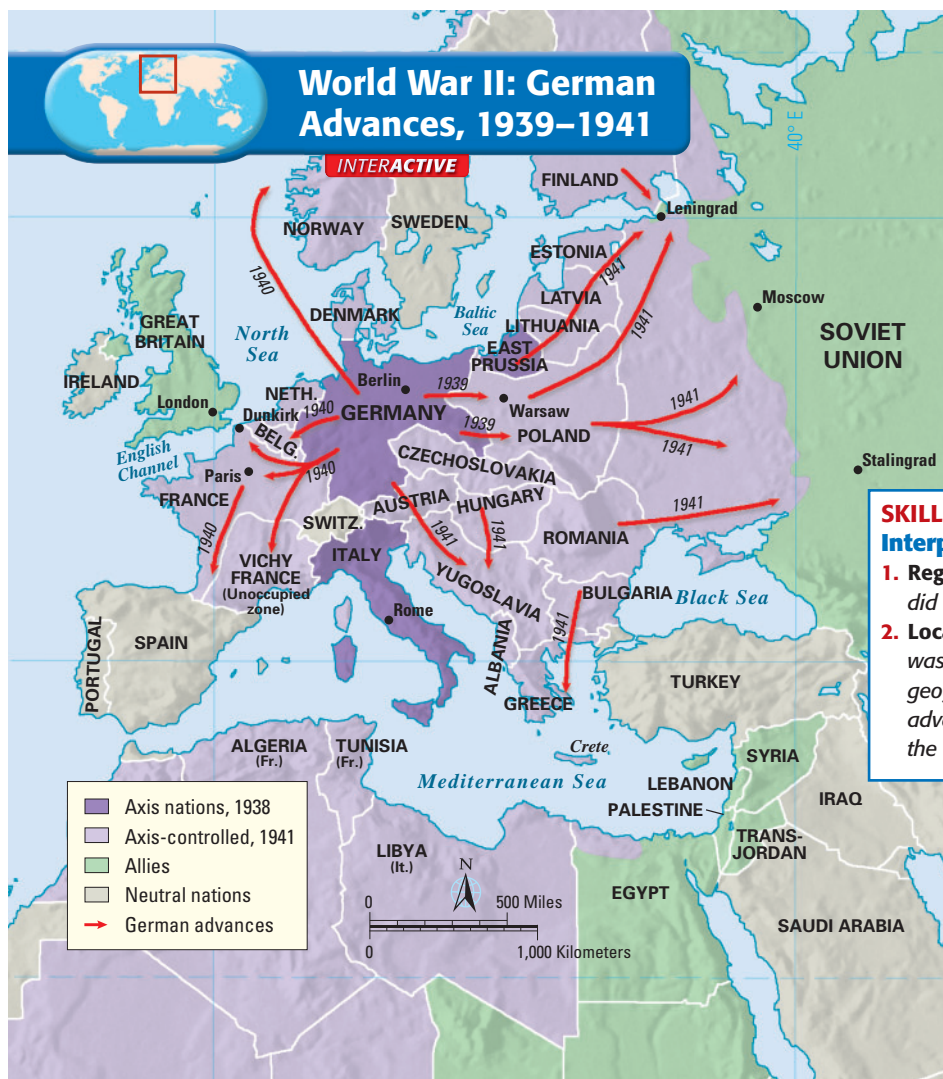 World War II: German
Advances, 1939–1941
INTERACTIVE
40° E
FINLAND
Leningrad
NORWAY
SWEDEN
ESTONIA
1941
1940
LATVIA
Moscow
DENMARK
Baltic
Sea
LITHUANIA
1941
GREAT
BRITAIN
North
Sea
EAST
PRUSSIA
SOVIET
UNION
IRELAND
Berlin
1939
NETH.
London
Dunkirk
1940
GERMANY
Warsaw
1941
BELG.
1939
POLAND
English
Channel
1941
CZECHOSLOVAKIA
Stalingrad
Paris
1940
FRANCE
AUSTRIA
HUNGARY
1941
SWITZ.
1940
1941
1941
ROMANIA
ITALY
VICHY
FRANCE
(Unoccupied
zone)
YUGOSLAVIA
BULGARIA
Black Sea
Rome
1941
PORTUGAL
SPAIN
ALBANIA
TURKEY
GREECE
SKILL
Interp
1. Reg
did
2. Loca
was
geo
adv
the
ALGERIA
(Fr.)
TUNISIA
(Fr.)
Crete
SYRIA
Mediterranean Sea
LEBANON
PALESTINE
IRAQ
TRANS-
JORDAN
LIBYA
(It.)
EGYPT
SAUDI ARABIA
Axis nations, 1938
Axis-controlled, 1941
Allies
Neutral nations
German advances
N
0
500 Miles
0
1,000 Kilometers